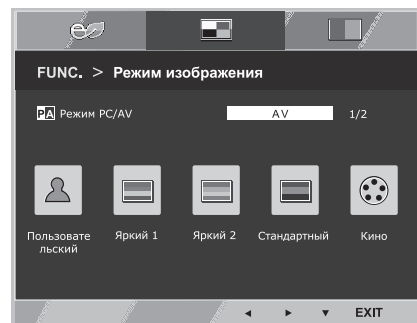 FUNC. > Режим изображения
PA Режим PC/AV AV 1/2
Пользовате Яркий 1 Яркий 2 Стандартный Кино
льский
EXIT